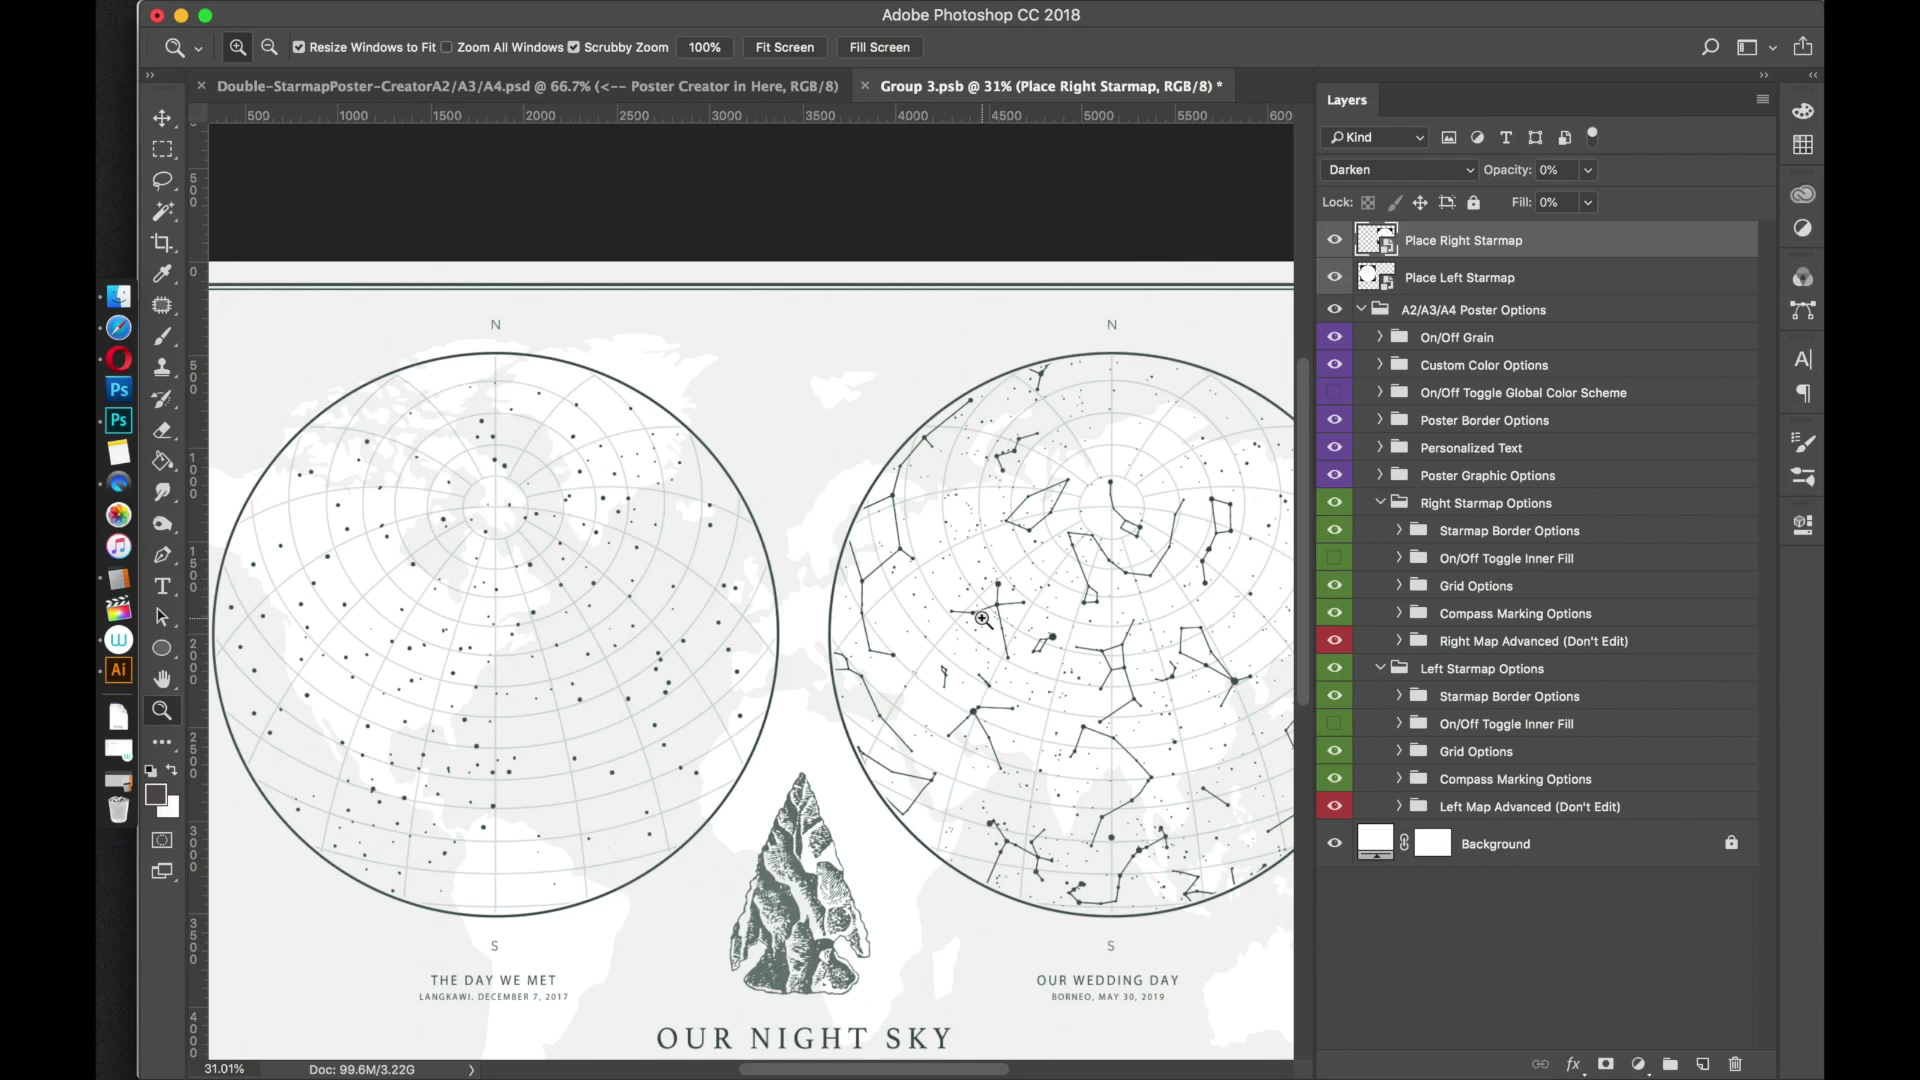 Adobe Photoshop CC 2018
Resize Windows to Fit Zoom All Windows Scrubby Zoom 100% Fit Screen Fill Screen
Double-StarmapPoster-CreatorA2/A3/A4.psd @ 66.7% (<-- Poster Creator in Here, RGB/8)
Group 3.psb @ 31% (Place Right Starmap, RGB/8) *
500 1000 1500 2000 2500 3000 3500 4000 4500 5000 5500 6000
Layers
Kind
Darken Opacity: 0%
Lock: Fill: 0%
Place Right Starmap
Place Left Starmap
A2/A3/A4 Poster Options
On/Off Grain
Custom Color Options
On/Off Toggle Global Color Scheme
Poster Border Options
Personalized Text
Poster Graphic Options
Right Starmap Options
Starmap Border Options
On/Off Toggle Inner Fill
Grid Options
Compass Marking Options
Right Map Advanced (Don't Edit)
Left Starmap Options
Starmap Border Options
On/Off Toggle Inner Fill
Grid Options
Compass Marking Options
Left Map Advanced (Don't Edit)
Background
N N
S S
THE DAY WE MET
LANGKAWI. DECEMBER 7, 2017
OUR WEDDING DAY
BORNEO, MAY 30, 2019
OUR NIGHT SKY
31.01% Doc: 99.6M/3.22G
Ps
Ps
Ai